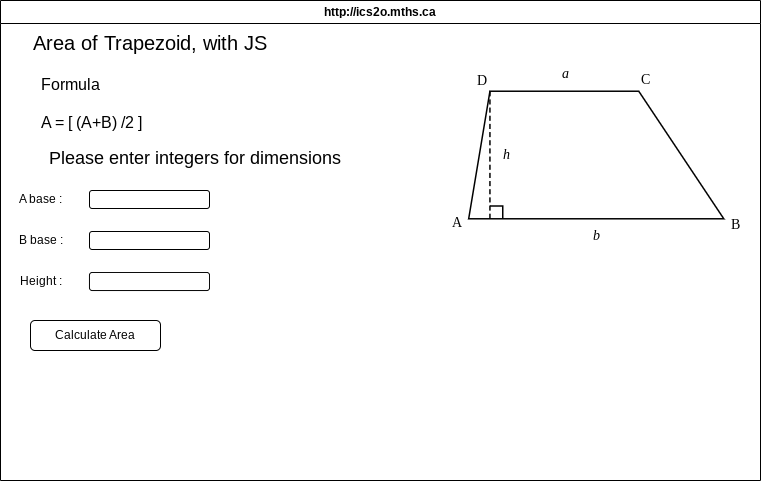 http://ics2o.mths.ca
Area of Trapezoid, with JS
Formula
A = [ (A+B) /2 ]
Please enter integers for dimensions
A base :
B base :
Height :
Calculate Area
D
a
C
h
A
b
B